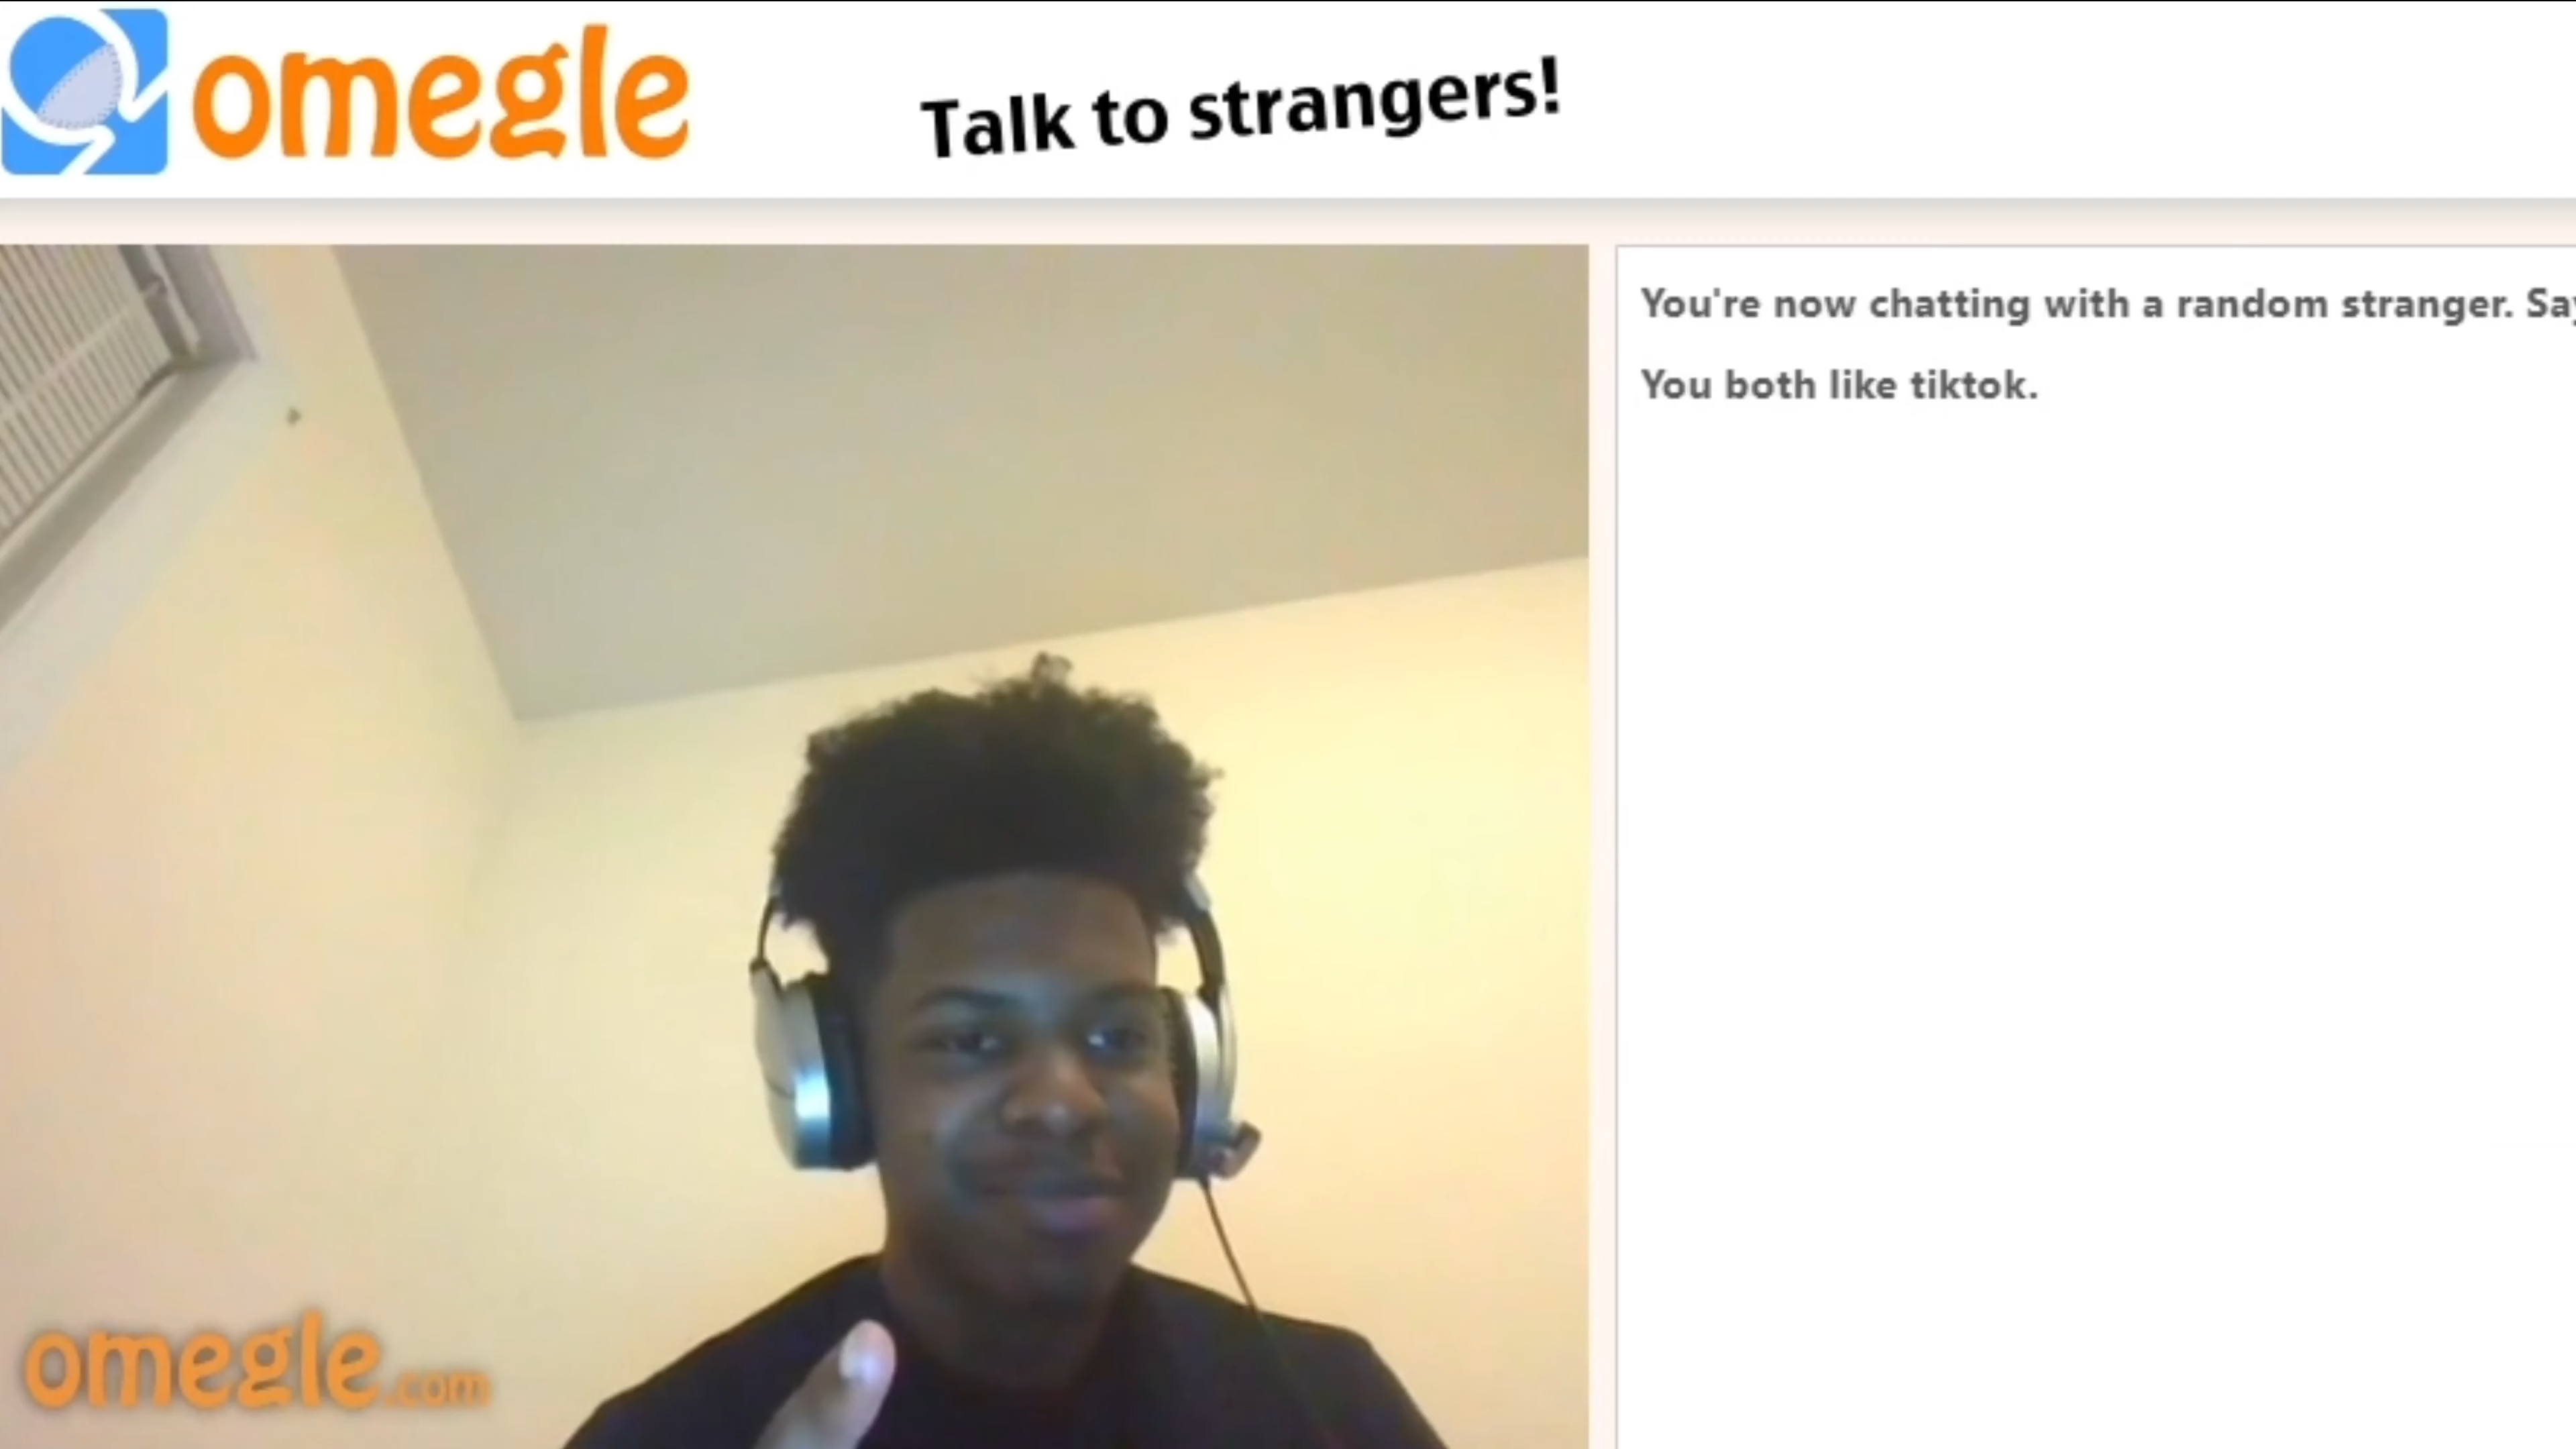 omegle
Talk to strangers!
You're now chatting with a random stranger.
You both like tiktok.
omegle.com